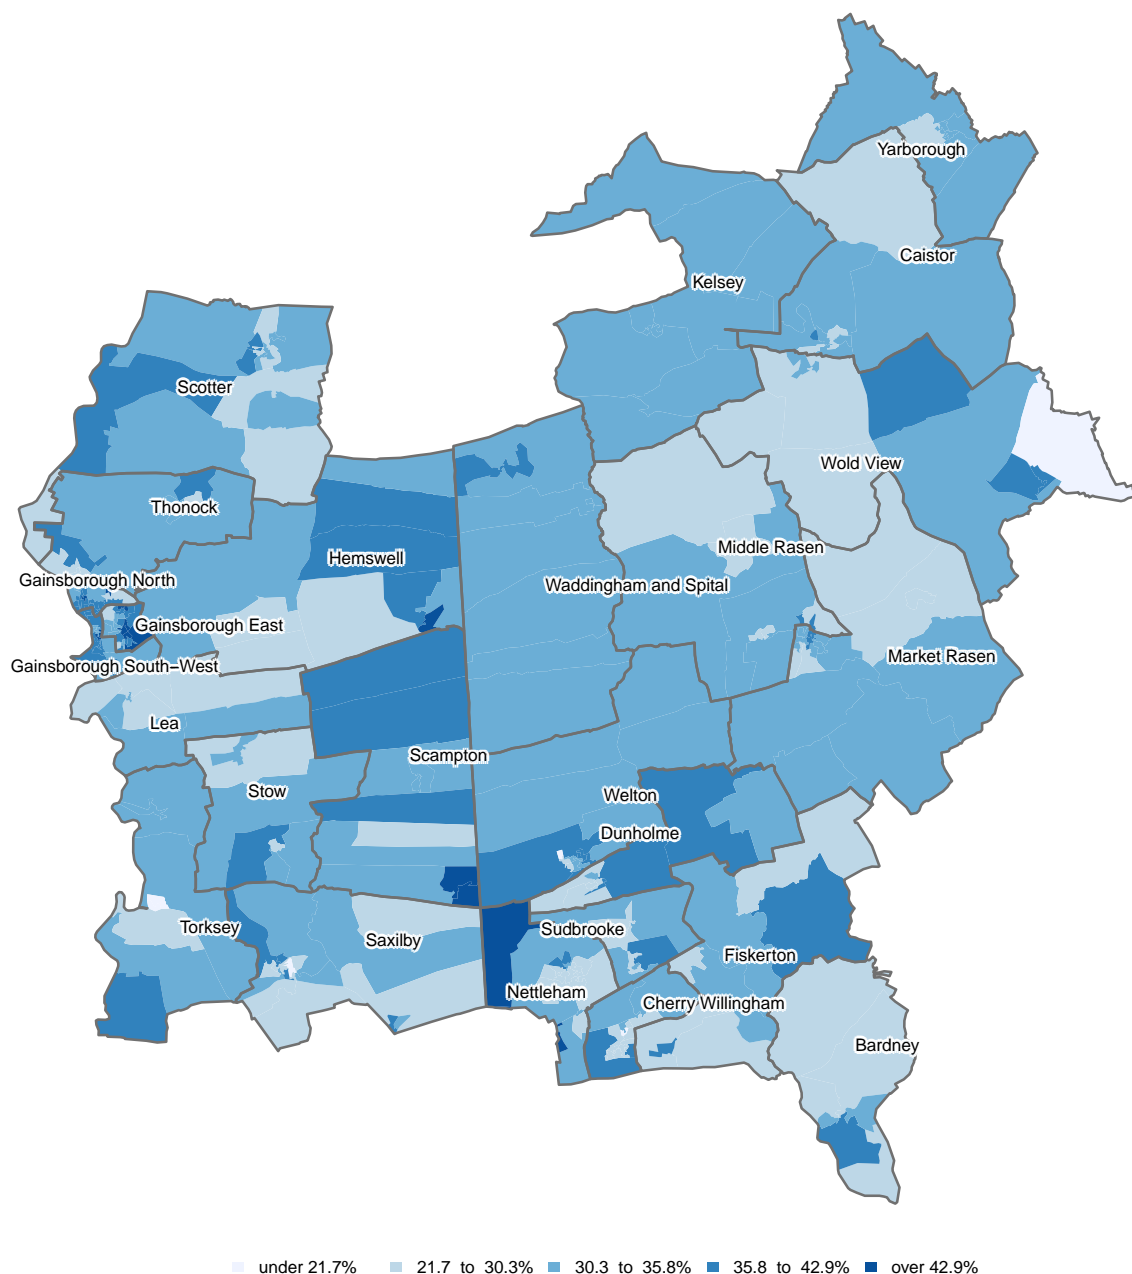 Yarborough
Caistor
Kelsey
Scotter
Wold View
Thonock
Middle Rasen
Hemswell
Gainsborough North
Waddingham and Spital
Gainsborough East
Market Rasen
Gainsborough South−West
Lea
Scampton
Stow
Welton
Dunholme
Torksey
Sudbrooke
Saxilby
Fiskerton
Nettleham
Cherry Willingham
Bardney
under 21.7% 21.7 to 30.3% 30.3 to 35.8% 35.8 to 42.9% over 42.9%